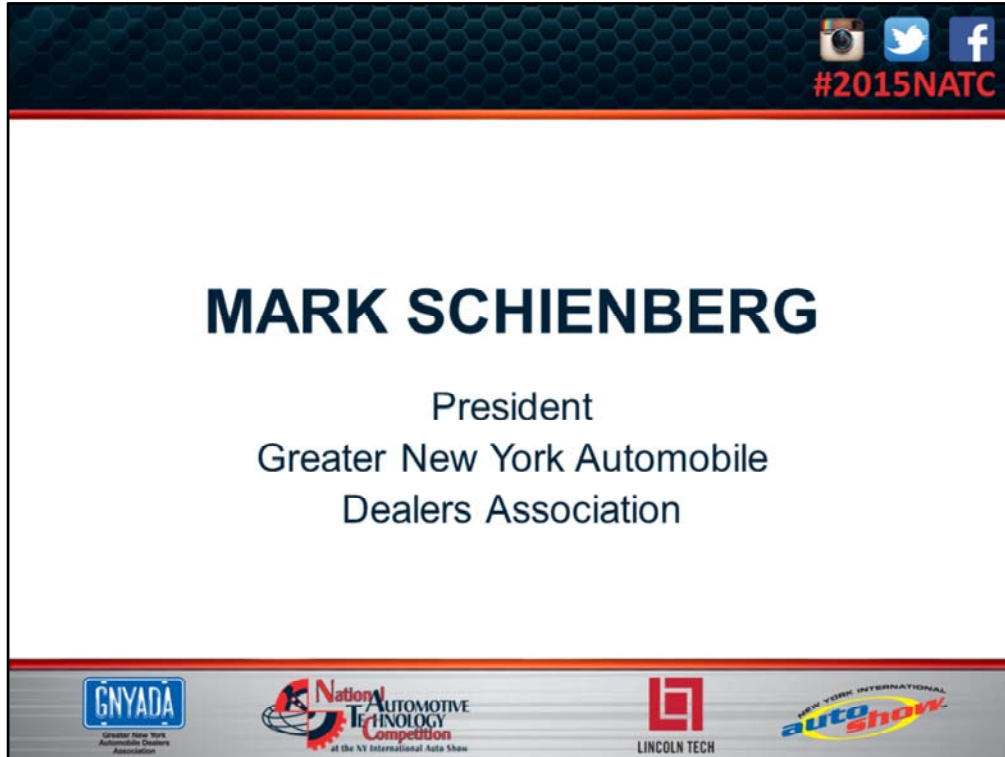 #2015NATC
MARK SCHIENBERG
President
Greater New York Automobile
Dealers Association
GNYADA
Greater New York
Automobile Dealers
Association
National
AUTOMOTIVE
TECHNOLOGY
Competition
at the NY International Auto Show
LINCOLN TECH
NEW YORK INTERNATIONAL
auto show